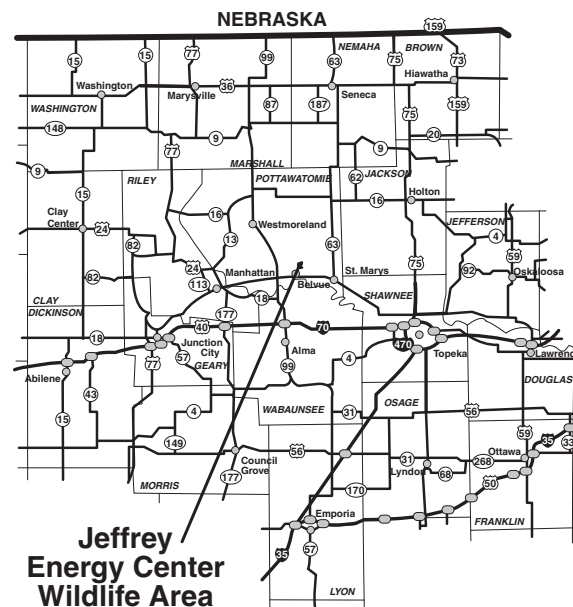 NEBRASKA
159
15
15
77
99
63
NEMAHA
75
BROWN
73
Washington
Marysville
36
Seneca
Hiawatha
WASHINGTON
87
187
75
159
148
77
9
9
20
9
MARSHALL
POTTAWATOMIE
JACKSON
RILEY
62
15
16
16
Holton
Clay
Center
24
13
Westmoreland
JEFFERSON
4
82
63
59
24
75
92
Oskaloosa
82
113
Manhattan
Belvue
St. Marys
CLAY
18
SHAWNEE
DICKINSON
177
18
40
70
Junction
City
Alma
470
Topeka
Lawrence
77
57
GEARY
99
4
Abilene
DOUGLAS
43
WABAUNSEE
OSAGE
15
4
31
56
59
35
33
149
56
31
Ottawa
Council
Grove
Lyndon
268
177
68
MORRIS
170
50
Jeffrey
Energy Center
Wildlife Area
Emporia
FRANKLIN
35
57
LYON